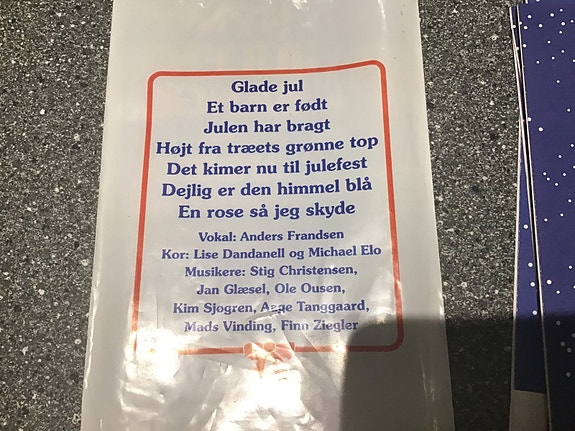 Glade jul
Et barn er født
Julen har bragt
Højt fra træets grønne top
Det kimer nu til julefest
Dejlig er den himmel blå
En rose så jeg skyde
Vokal: Anders Frandsen
Kor: Lise Dandanell og Michael Elo
Musikere: Stig Christensen,
Jan Glæsel, Ole Ousen,
Kim Sjøgren, Aage Tanggaard,
Mads Vinding, Finn Ziegler